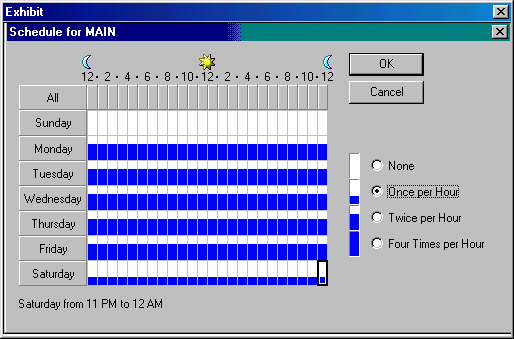 Exhibit
Schedule for MAIN
12 · 2 · 4 · 6 · 8 · 10 · 12 · 2 · 4 · 6 · 8 · 10 · 12
OK
Cancel
All
Sunday
Monday
Tuesday
Wednesday
Thursday
Friday
Saturday
None
Once per Hour
Twice per Hour
Four Times per Hour
Saturday from 11 PM to 12 AM